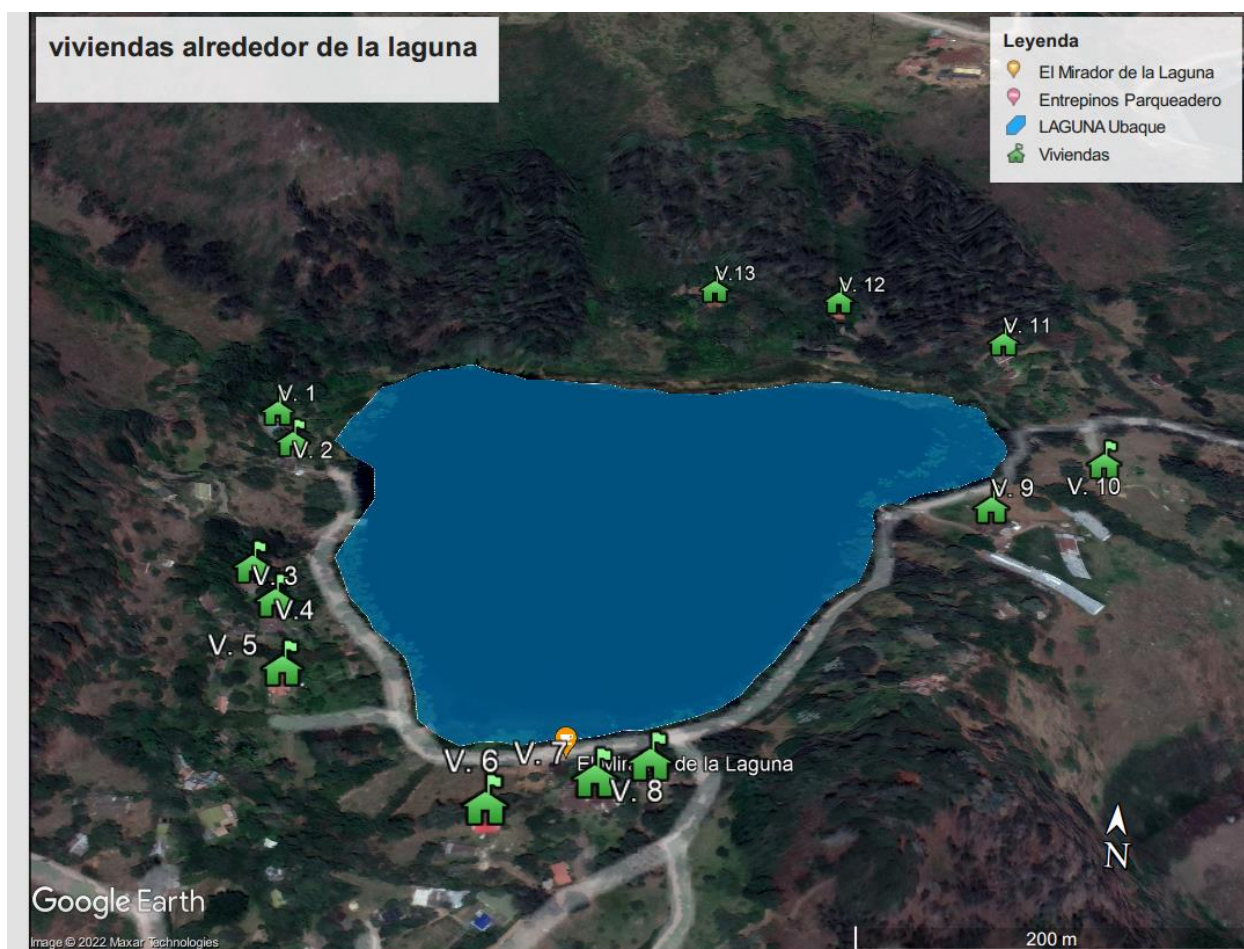 viviendas alrededor de la laguna
Leyenda
El Mirador de la Laguna
Entrepinos Parqueadero
LAGUNA Ubaque
Viviendas
V.13
V. 12
V. 11
V. 1
V. 2
V. 9
V. 10
V. 3
V.4
V. 5
V. 6
V. 7
El Mirador de la Laguna
V. 8
N
Google Earth
Image © 2022 Maxar Technologies
200 m